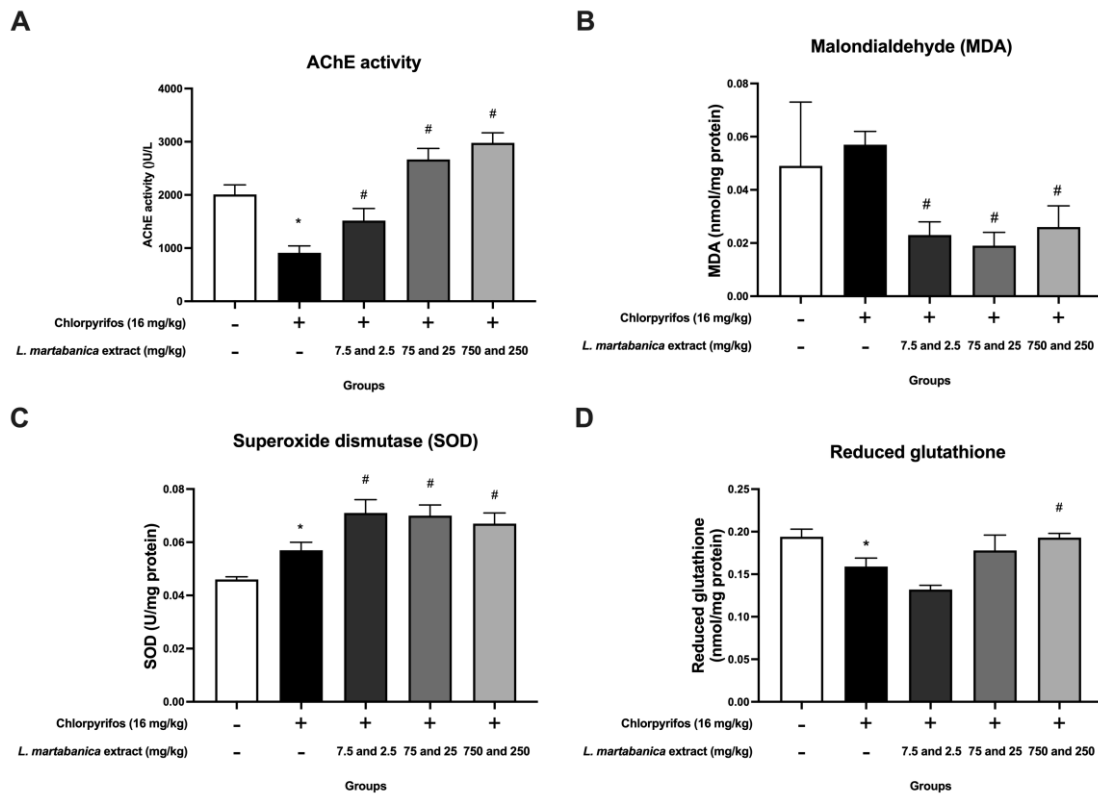 A
AChE activity
AChE activity ()U/L
4000
3000
2000
1000
0
*
#
#
#
Chlorpyrifos (16 mg/kg) - + + + +
L. martabanica extract (mg/kg) - - 7.5 and 2.5 75 and 25 750 and 250
Groups
B
Malondialdehyde (MDA)
MDA (nmol/mg protein)
0.08
0.06
0.04
0.02
0.00
#
#
#
Chlorpyrifos (16 mg/kg) - + + + +
L. martabanica extract (mg/kg) - - 7.5 and 2.5 75 and 25 750 and 250
Groups
C
Superoxide dismutase (SOD)
SOD (U/mg protein)
0.08
0.06
0.04
0.02
0.00
*
#
#
#
Chlorpyrifos (16 mg/kg) - + + + +
L. martabanica extract (mg/kg) - - 7.5 and 2.5 75 and 25 750 and 250
Groups
D
Reduced glutathione
Reduced glutathione
(nmol/mg protein)
0.25
0.20
0.15
0.10
0.05
0.00
*
#
Chlorpyrifos (16 mg/kg) - + + + +
L. martabanica extract (mg/kg) - - 7.5 and 2.5 75 and 25 750 and 250
Groups